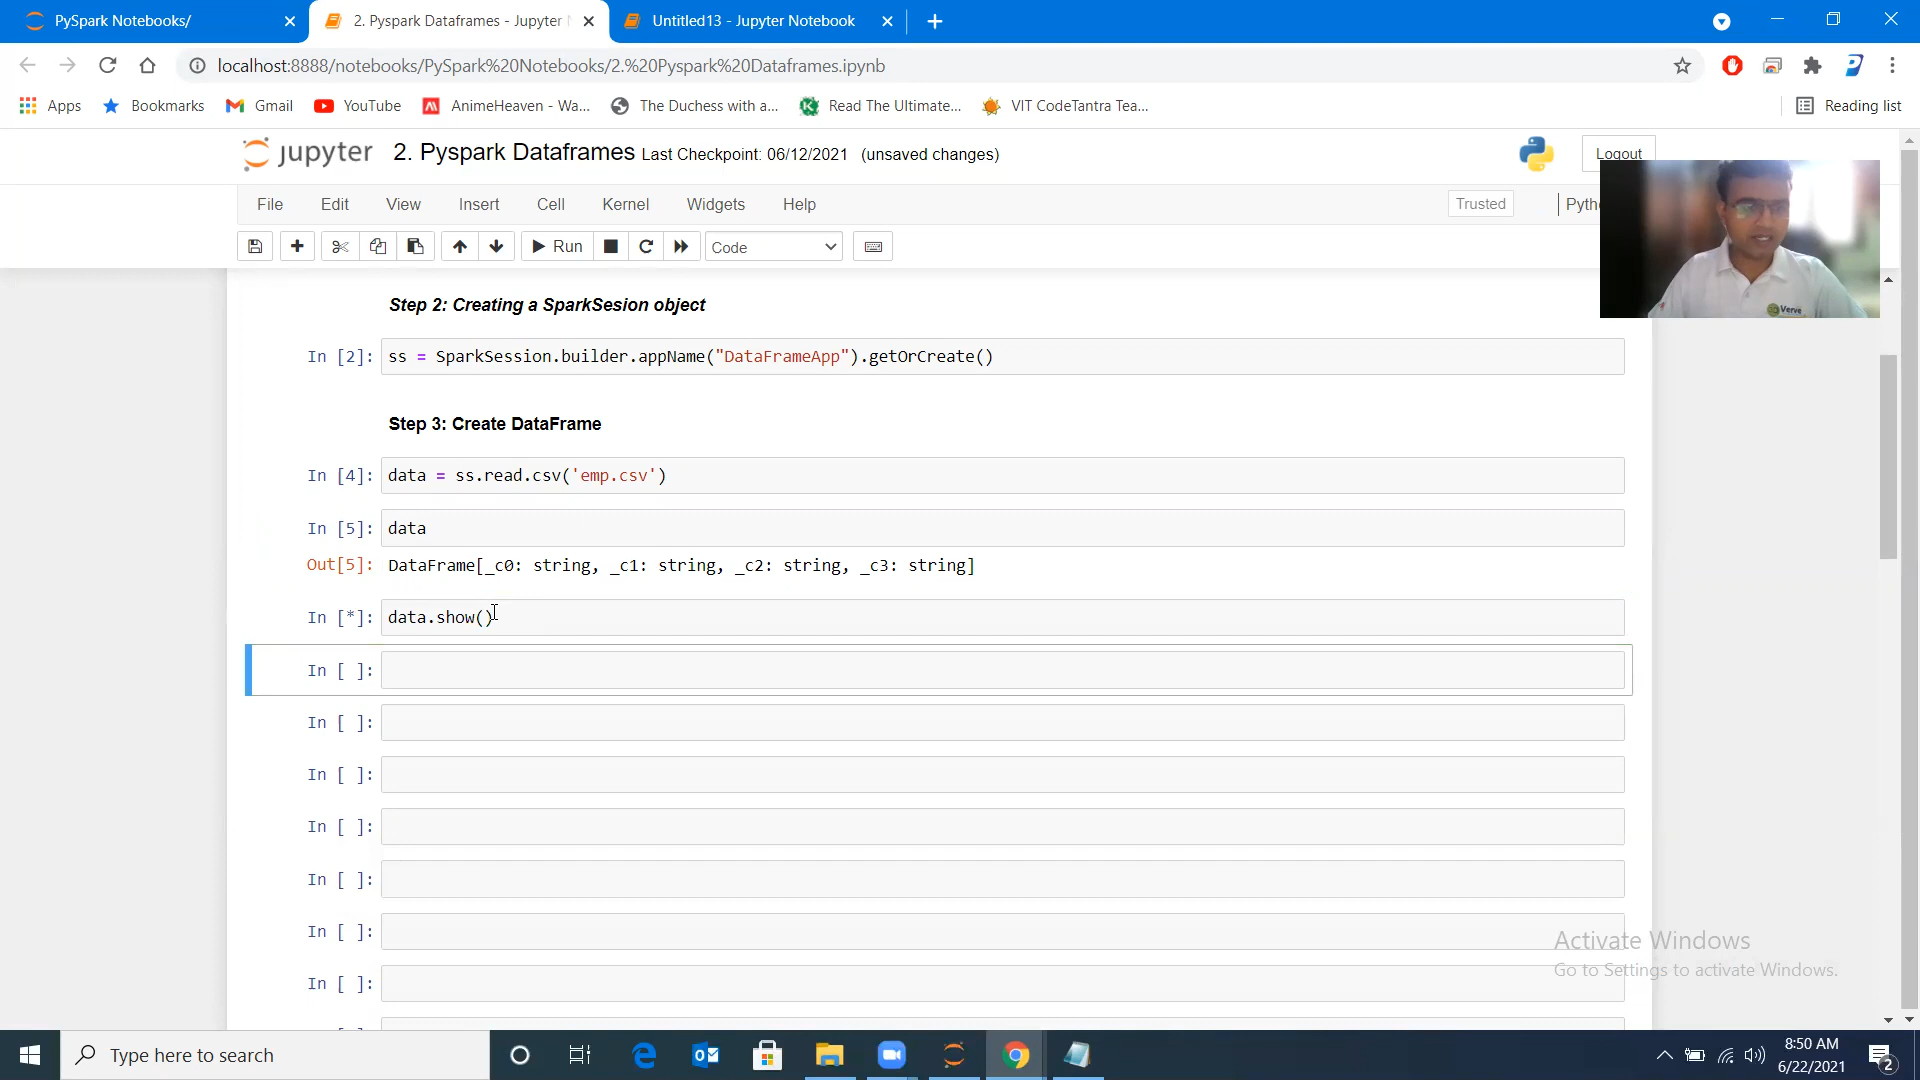 PySpark Notebooks/
2. Pyspark Dataframes - Jupyter
Untitled13 - Jupyter Notebook
localhost:8888/notebooks/PySpark%20Notebooks/2.%20Pyspark%20Dataframes.ipynb
Apps Bookmarks Gmail YouTube AnimeHeaven - Wa... The Duchess with a... Read The Ultimate... VIT CodeTantra Tea... Reading list
jupyter 2. Pyspark Dataframes Last Checkpoint: 06/12/2021 (unsaved changes)
Logout
File Edit View Insert Cell Kernel Widgets Help Trusted
Run Code
Verve
Step 2: Creating a SparkSesion object
In [2]: ss = SparkSession.builder.appName("DataFrameApp").getOrCreate()
Step 3: Create DataFrame
In [4]: data = ss.read.csv('emp.csv')
In [5]: data
Out[5]: DataFrame[_c0: string, _c1: string, _c2: string, _c3: string]
In [*]: data.show()
In [ ]:
In [ ]:
In [ ]:
In [ ]:
In [ ]:
In [ ]:
In [ ]:
Activate Windows
Go to Settings to activate Windows.
Type here to search
8:50 AM
6/22/2021
2